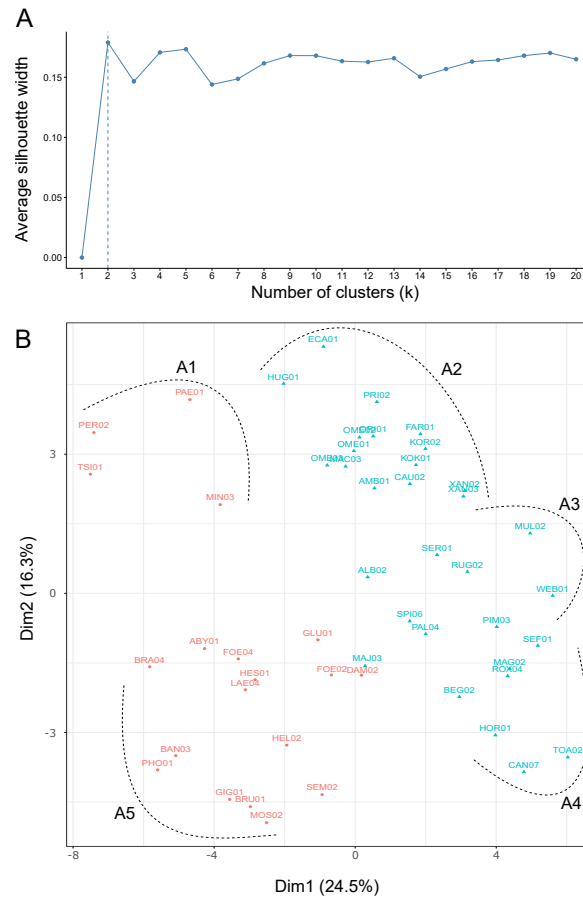 A
Average silhouette width
0.15
0.10
0.05
0.00
1 2 3 4 5 6 7 8 9 10 11 12 13 14 15 16 17 18 19 20
Number of clusters (k)
B
ECA01
A1
A2
HUG01
PAE01
PRI02
PER02
FAR01
KOR02
OME01
3
KOK01
MAC03
TSI01
CAU02
XAN02
AMB01
XAN03
MIN03
A3
MUL02
SER01
RUG02
ALB02
WEB01
0
Dim2 (16.3%)
SPI06
PIM03
PAL04
GLU01
SEF01
ABY01
FOE04
MAJ03
BRA04
MAG02
HES01
FOE02
DAM02
ROX04
LAE04
BEG02
HOR01
-3
HEL02
TOA02
BAN03
PHO01
CAN07
A4
GIG01
SEM02
BRU01
A5
MOS02
-8 -4 0 4
Dim1 (24.5%)